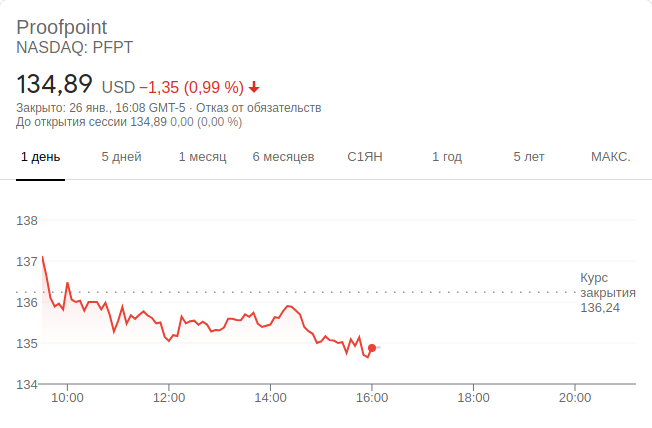 Proofpoint
NASDAQ: PFPT
134,89 USD −1,35 (0,99 %)
Закрыто: 26 янв., 16:08 GMT-5 · Отказ от обязательств
До открытия сессии 134,89 0,00 (0,00 %)
1 день 5 дней 1 месяц 6 месяцев С1ЯН 1 год 5 лет МАКС.
138
137
136
135
134
Курс
закрытия
136,24
10:00 12:00 14:00 16:00 18:00 20:00